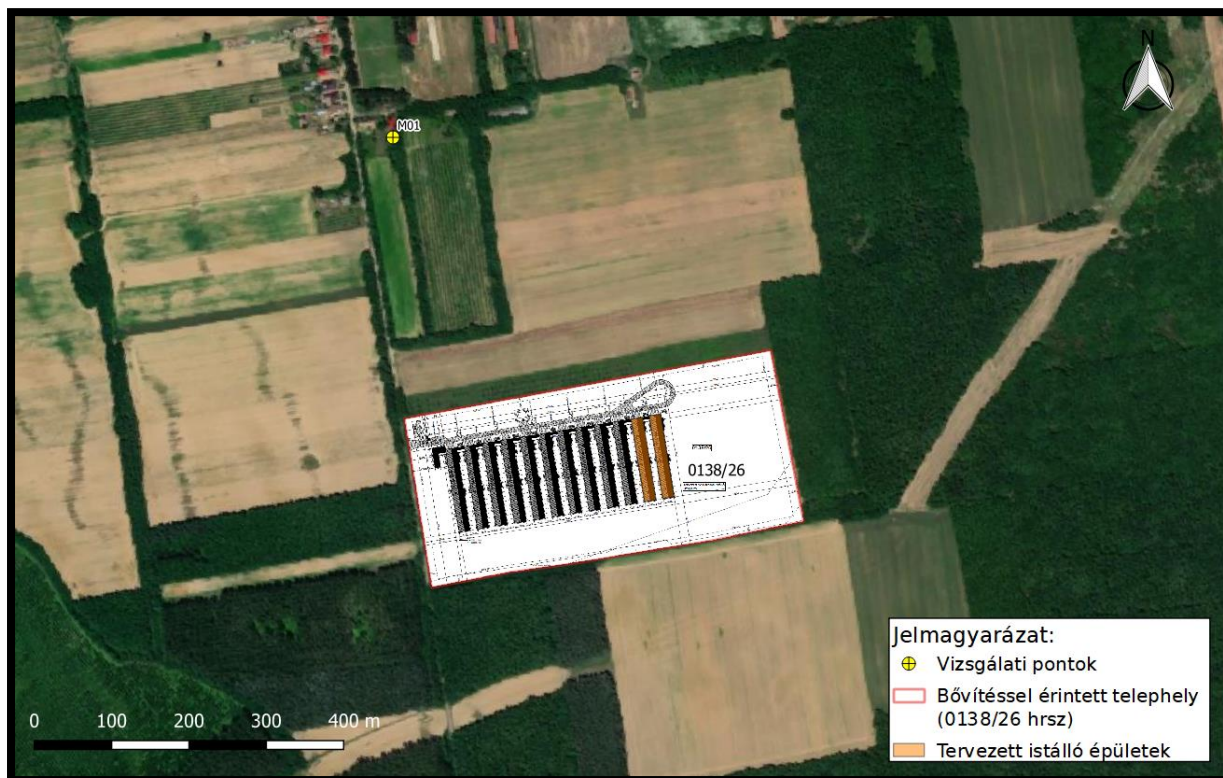 N
M01
0138/26
Jelmagyarázat:
Vizsgálati pontok
Bővítéssel érintett telephely
(0138/26 hrsz)
Tervezett istálló épületek
0 100 200 300 400 m